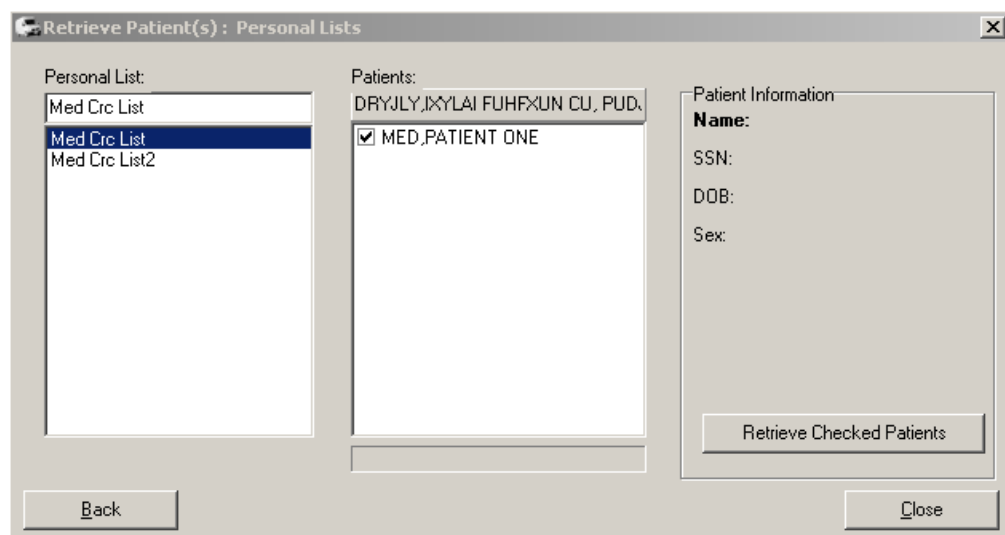 Retrieve Patient(s) : Personal Lists
Personal List:
Med Crc List
Med Crc List
Med Crc List2
Patients:
DRYJLY,IXYLAI FUHFXUN CU, PUD
MED,PATIENT ONE
Patient Information
Name:
SSN:
DOB:
Sex:
Retrieve Checked Patients
Back
Close